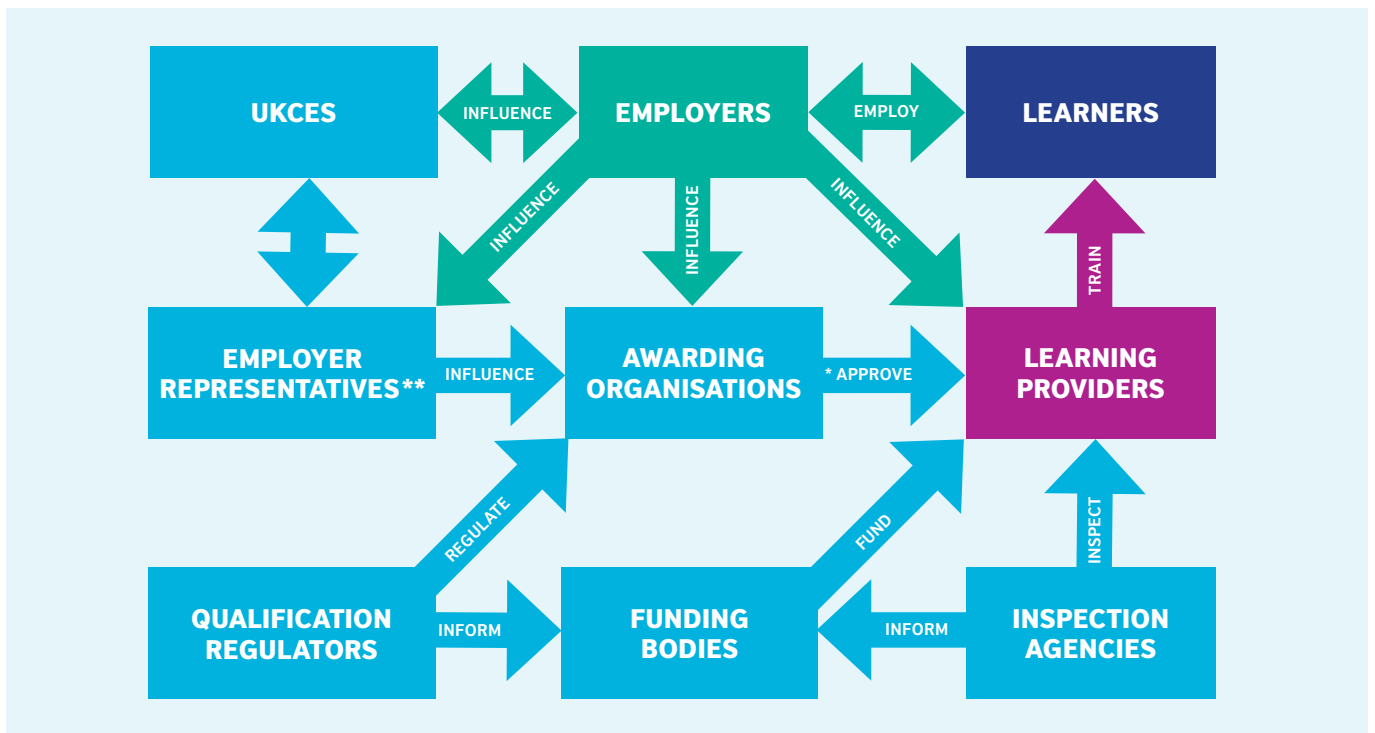 UKCES
INFLUENCE
EMPLOYERS
EMPLOY
LEARNERS
INFLUENCE
INFLUENCE
INFLUENCE
TRAIN
EMPLOYER
REPRESENTATIVES**
INFLUENCE
AWARDING
ORGANISATIONS
* APPROVE
LEARNING
PROVIDERS
REGULATE
FUND
INSPECT
QUALIFICATION
REGULATORS
INFORM
FUNDING
BODIES
INFORM
INSPECTION
AGENCIES